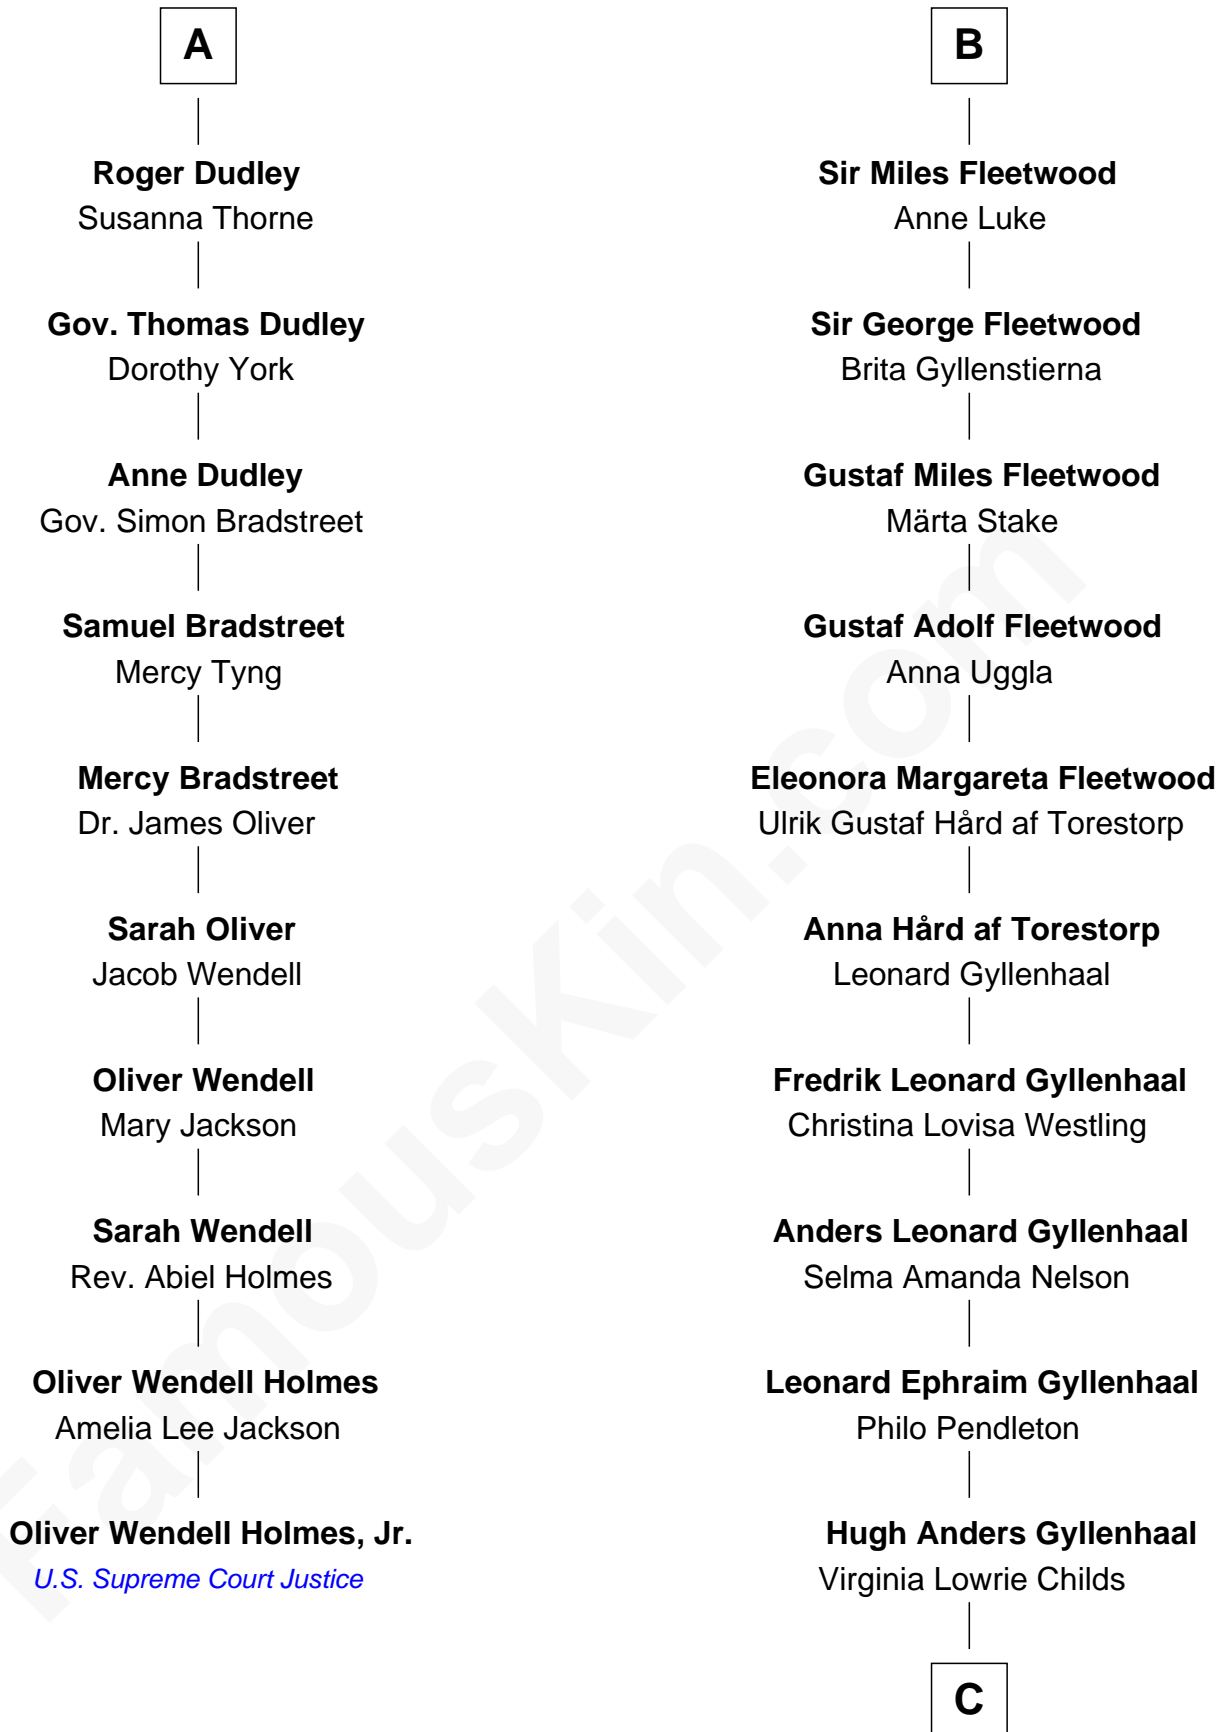 A
Roger Dudley
Susanna Thorne
Gov. Thomas Dudley
Dorothy York
Anne Dudley
Gov. Simon Bradstreet
Samuel Bradstreet
Mercy Tyng
Mercy Bradstreet
Dr. James Oliver
Sarah Oliver
Jacob Wendell
Oliver Wendell
Mary Jackson
Sarah Wendell
Rev. Abiel Holmes
Oliver Wendell Holmes
Amelia Lee Jackson
Oliver Wendell Holmes, Jr.
U.S. Supreme Court Justice
B
Sir Miles Fleetwood
Anne Luke
Sir George Fleetwood
Brita Gyllenstierna
Gustaf Miles Fleetwood
Märta Stake
Gustaf Adolf Fleetwood
Anna Uggla
Eleonora Margareta Fleetwood
Ulrik Gustaf Hård af Torestorp
Anna Hård af Torestorp
Leonard Gyllenhaal
Fredrik Leonard Gyllenhaal
Christina Lovisa Westling
Anders Leonard Gyllenhaal
Selma Amanda Nelson
Leonard Ephraim Gyllenhaal
Philo Pendleton
Hugh Anders Gyllenhaal
Virginia Lowrie Childs
C
FamousKin.com